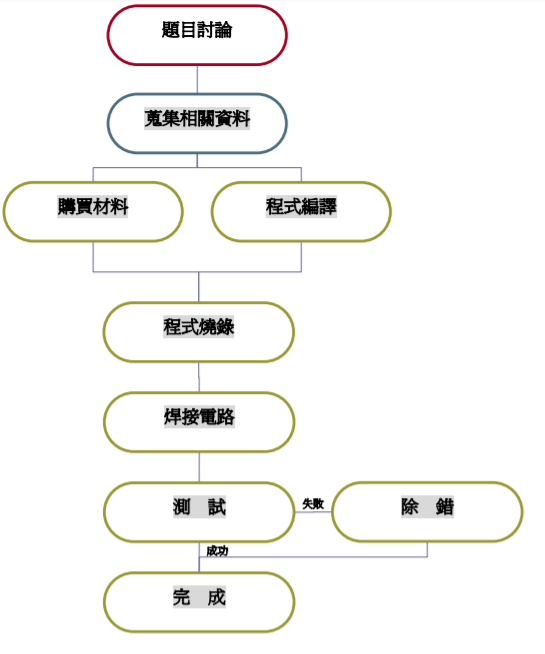 題目討論
蒐集相關資料
購買材料
程式編譯
程式燒錄
焊接電路
測　試
失敗
除　錯
成功
完　成